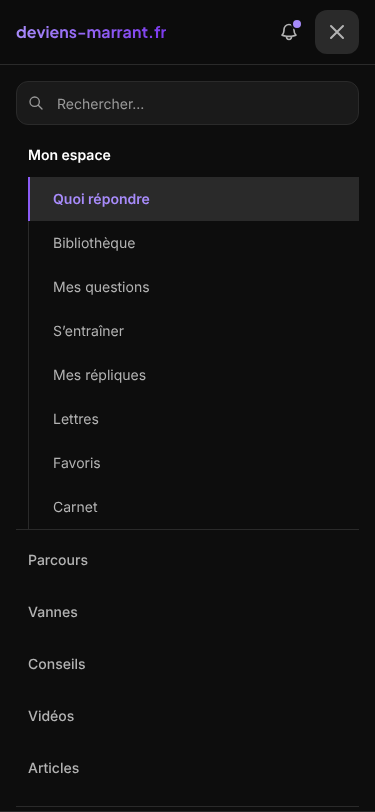 deviens-marrant.fr
Rechercher...
Mon espace
Quoi répondre
Bibliothèque
Mes questions
S’entraîner
Mes répliques
Lettres
Favoris
Carnet
Parcours
Vannes
Conseils
Vidéos
Articles